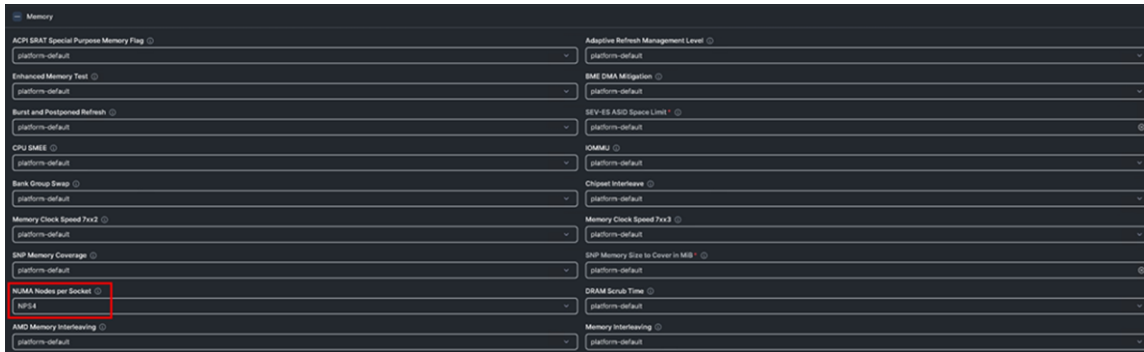 Memory
ACPI SRAT Special Purpose Memory Flag
Adaptive Refresh Management Level
platform-default
platform-default
Enhanced Memory Test
BME DMA Mitigation
platform-default
platform-default
Burst and Postponed Refresh
SEV-ES ASID Space Limit *
platform-default
platform-default
CPU SMEE
IOMMU
platform-default
platform-default
Bank Group Swap
Chipset Interleave
platform-default
platform-default
Memory Clock Speed 7xx2
Memory Clock Speed 7xx3
platform-default
platform-default
SNP Memory Coverage
SNP Memory Size to Cover in MiB *
platform-default
platform-default
NUMA Nodes per Socket
DRAM Scrub Time
NPS4
platform-default
AMD Memory Interleaving
Memory Interleaving
platform-default
platform-default